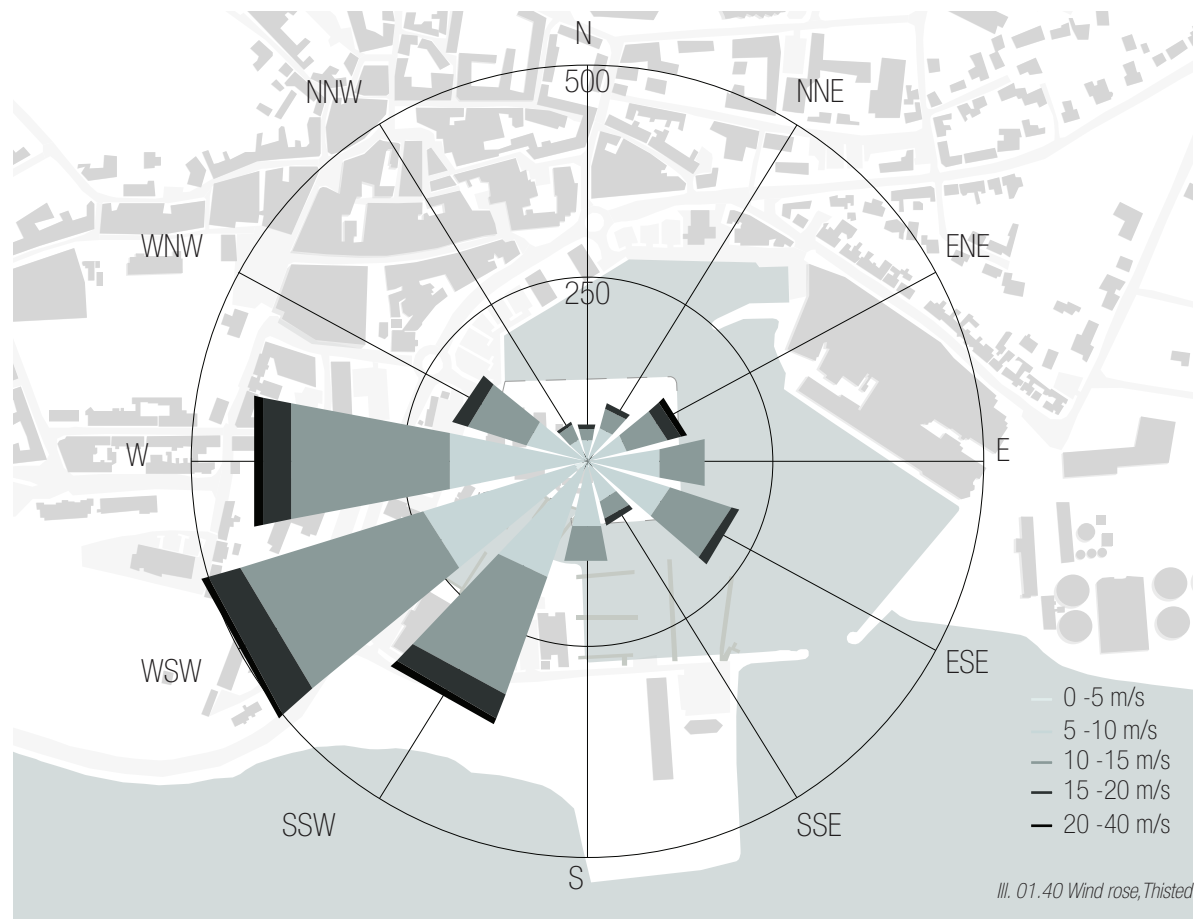 N
500
NNW
NNE
WNW
ENE
250
W
E
WSW
ESE
0 -5 m/s
5 -10 m/s
10 -15 m/s
15 -20 m/s
20 -40 m/s
SSW
SSE
S
Ill. 01.40 Wind rose, Thisted